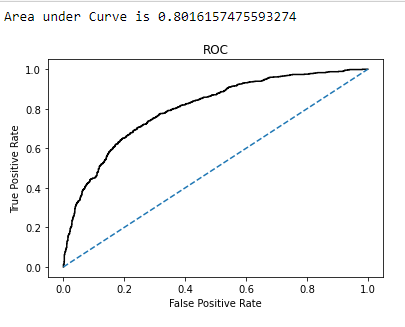 Area under Curve is 0.8016157475593274
ROC
1.0
0.8
0.6
0.4
0.2
0.0
True Positive Rate
0.0 0.2 0.4 0.6 0.8 1.0
False Positive Rate